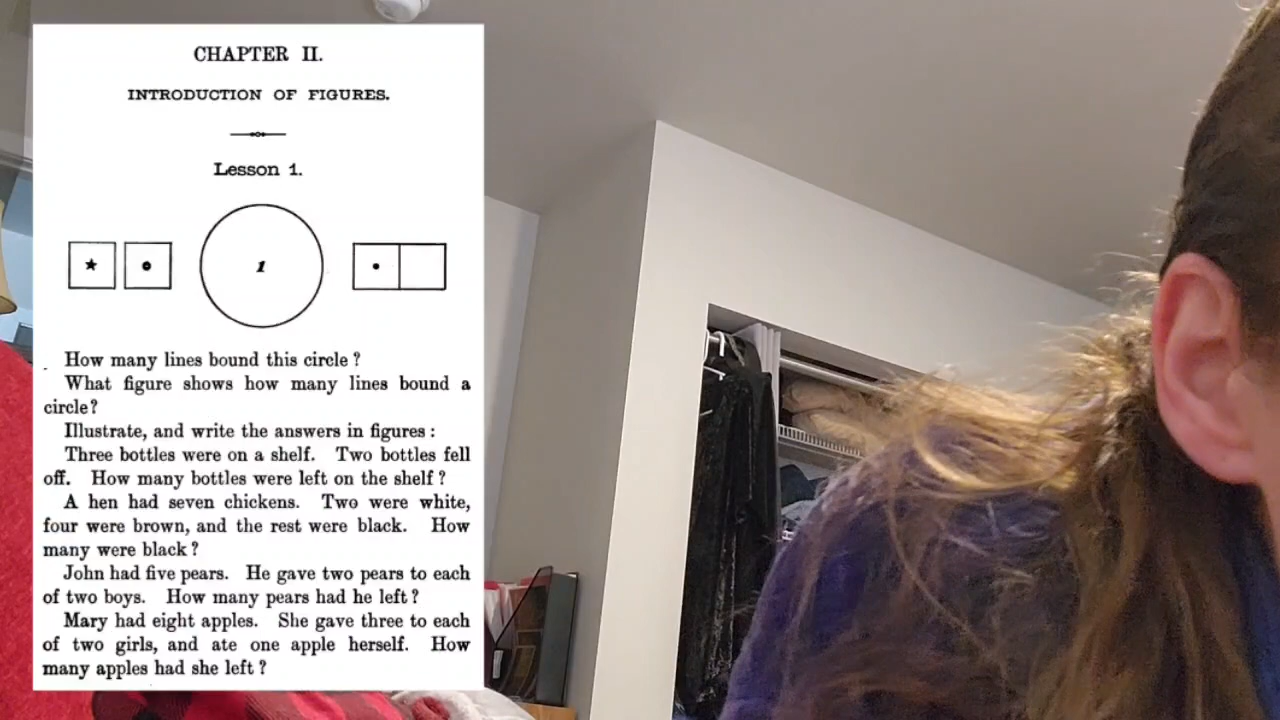 CHAPTER II.
INTRODUCTION OF FIGURES.
Lesson 1.
1
How many lines bound this circle?
What figure shows how many lines bound a
circle?
Illustrate, and write the answers in figures:
Three bottles were on a shelf. Two bottles fell
off. How many bottles were left on the shelf?
A hen had seven chickens. Two were white,
four were brown, and the rest were black. How
many were black?
John had five pears. He gave two pears to each
of two boys. How many pears had he left?
Mary had eight apples. She gave three to each
of two girls, and ate one apple herself. How
many apples had she left?